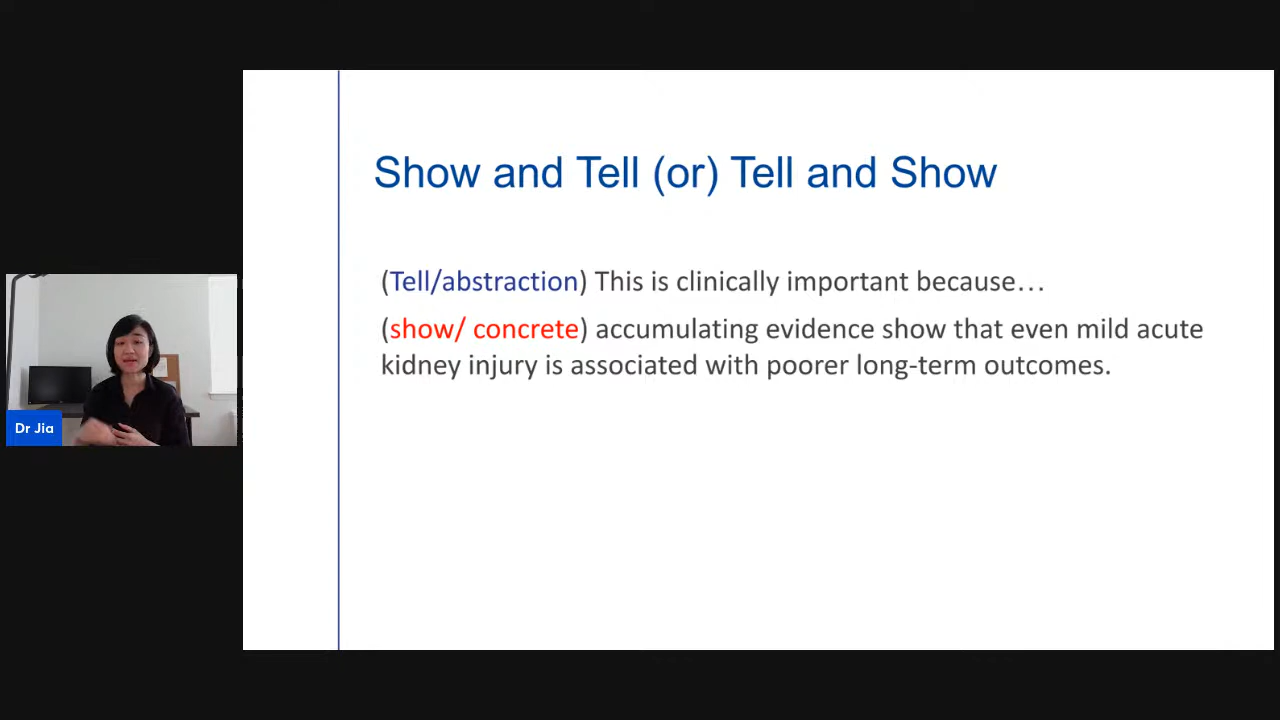 Show and Tell (or) Tell and Show
(Tell/abstraction) This is clinically important because…
(show/ concrete) accumulating evidence show that even mild acute
kidney injury is associated with poorer long-term outcomes.
Dr Jia